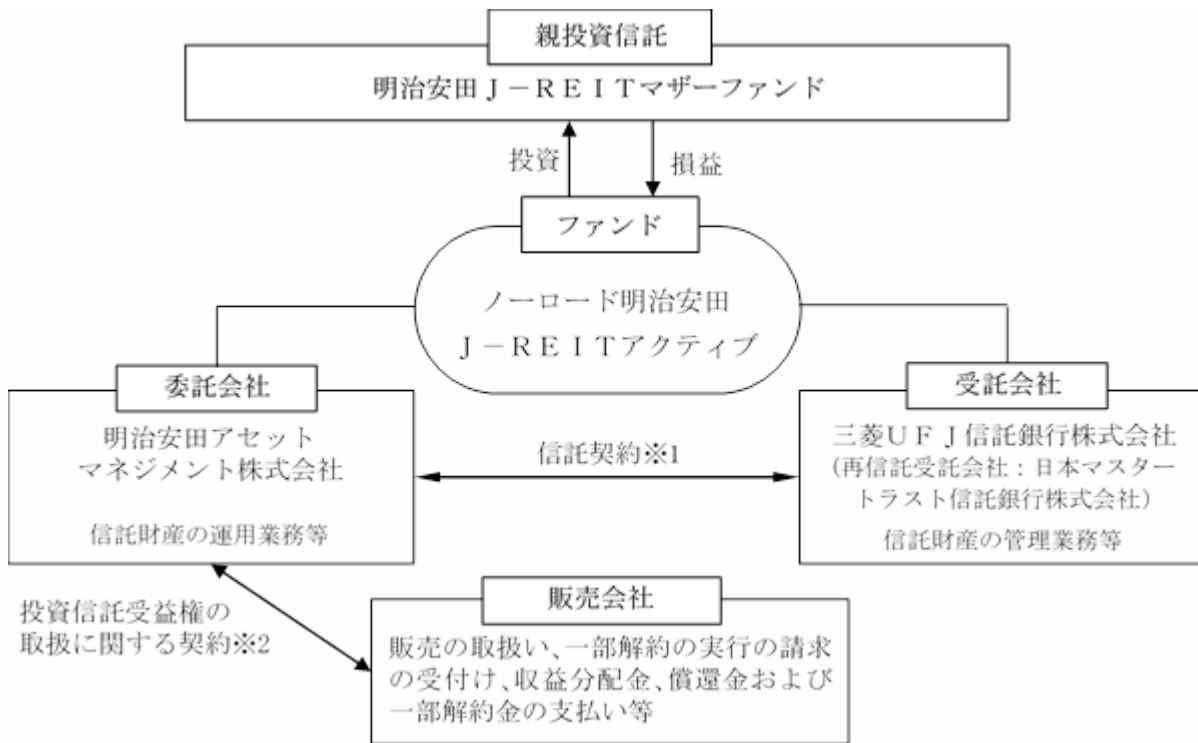 親投資信託
明治安田J－REITマザーファンド
投資
損益
ファンド
ノーロード明治安田
J－REITアクティブ
委託会社
明治安田アセット
マネジメント株式会社
信託財産の運用業務等
信託契約※1
受託会社
三菱UFJ信託銀行株式会社
（再信託受託会社：日本マスター
トラスト信託銀行株式会社）
信託財産の管理業務等
投資信託受益権の
取扱に関する契約※2
販売会社
販売の取扱い、一部解約の実行の請求
の受付け、収益分配金、償還金および
一部解約金の支払い等